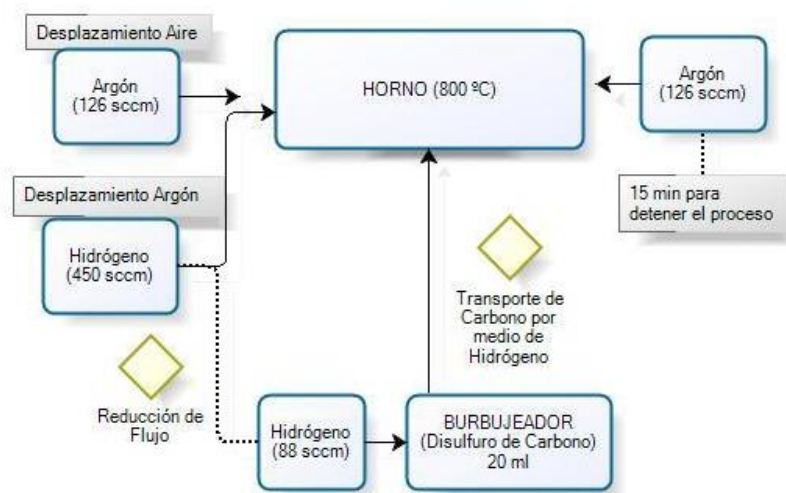 Desplazamiento Aire
Argón
(126 sccm)
HORNO (800 ºC)
Argón
(126 sccm)
Desplazamiento Argón
15 min para
detener el proceso
Hidrógeno
(450 sccm)
Transporte de
Carbono por
medio de
Hidrógeno
Reducción de
Flujo
Hidrógeno
(88 sccm)
BURBUJEADOR
(Disulfuro de Carbono)
20 ml